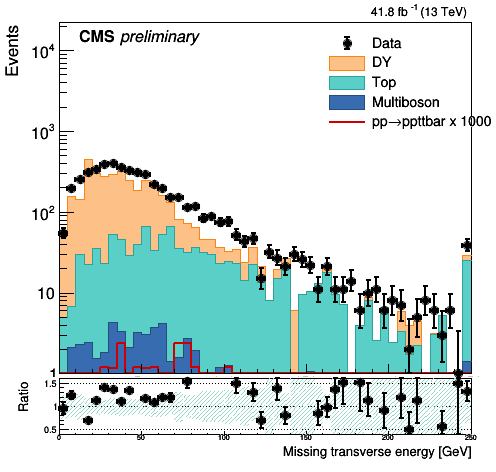 41.8 fb⁻¹ (13 TeV)
CMS preliminary
Events
Data
DY
Top
Multiboson
pp→ppttbar x 1000
10⁴
10³
10²
10
1
Ratio
1.5
1
0.5
0 50 100 150 200 250
Missing transverse energy [GeV]